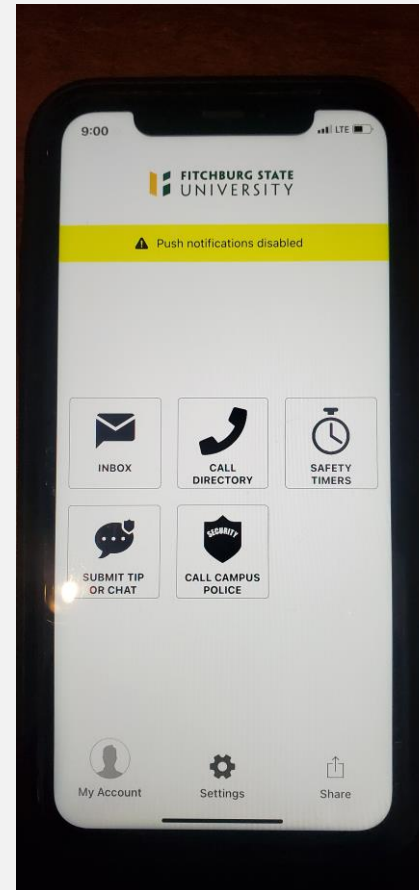 9:00
LTE
FITCHBURG STATE
UNIVERSITY
Push notifications disabled
INBOX
CALL
DIRECTORY
SAFETY
TIMERS
SUBMIT TIP
OR CHAT
SECURITY
CALL CAMPUS
POLICE
My Account
Settings
Share